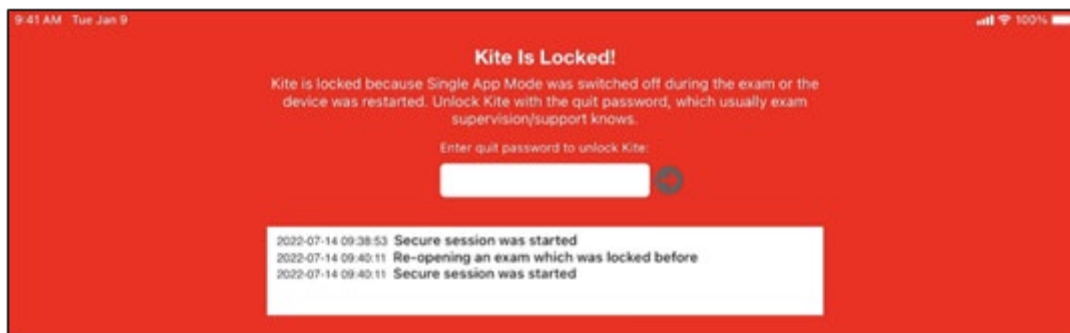 9:41 AM Tue Jan 9 100%
Kite Is Locked!
Kite is locked because Single App Mode was switched off during the exam or the
device was restarted. Unlock Kite with the quit password, which usually exam
supervision/support knows.
Enter quit password to unlock Kite:
2022-07-14 09:38:53 Secure session was started
2022-07-14 09:40:11 Re-opening an exam which was locked before
2022-07-14 09:40:11 Secure session was started